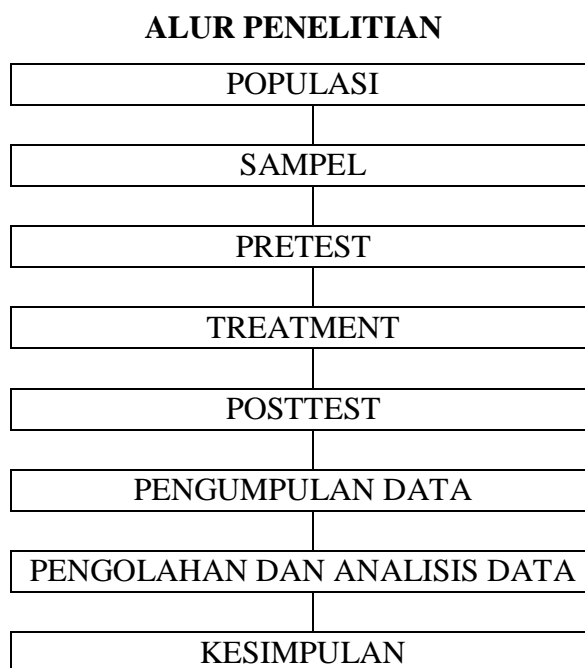 ALUR PENELITIAN
POPULASI
SAMPEL
PRETEST
TREATMENT
POSTTEST
PENGUMPULAN DATA
PENGOLAHAN DAN ANALISIS DATA
KESIMPULAN